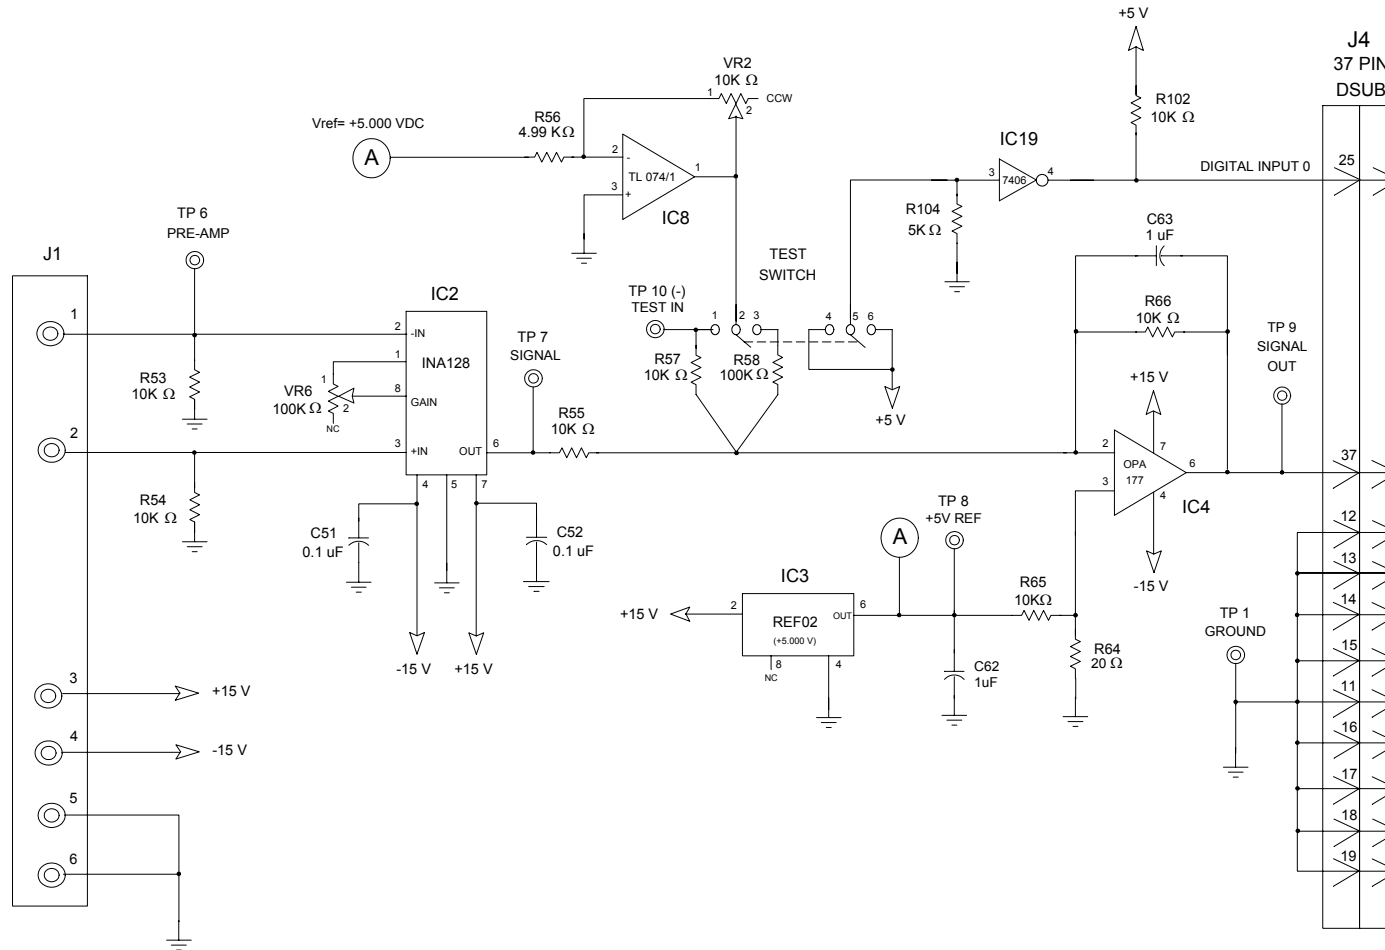 +5 V
J4
37 PIN
DSUB
VR2
10K Ω
1
2
CCW
R102
10K Ω
R56
4.99 KΩ
Vref= +5.000 VDC
A
2
-
TL 074/1
1
3
+
IC8
IC19
3
7406
4
DIGITAL INPUT 0
25
R104
5K Ω
TP 6
PRE-AMP
C63
1 uF
TEST
SWITCH
J1
IC2
TP 10 (-)
TEST IN
1
2
3
4
5
6
R66
10K Ω
1
2
-IN
TP 7
SIGNAL
TP 9
SIGNAL
OUT
1
INA128
R57
10K Ω
R58
100K Ω
R53
10K Ω
VR6
100K Ω
1
2
NC
8
GAIN
+5 V
+15 V
R55
10K Ω
2
3
+IN
OUT
6
2
7
OPA
177
6
37
3
4
IC4
4
5
7
R54
10K Ω
TP 8
+5V REF
12
C51
0.1 uF
C52
0.1 uF
A
13
-15 V
IC3
R65
10KΩ
14
+15 V
2
REF02
(+5.000 V)
OUT
6
TP 1
GROUND
15
8
NC
4
C62
1uF
R64
20 Ω
-15 V
+15 V
3
+15 V
11
16
4
-15 V
17
5
18
6
19